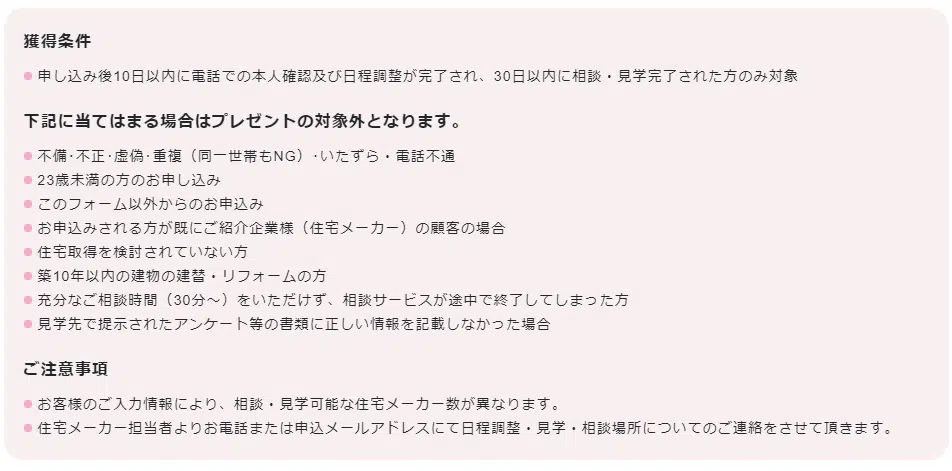 獲得条件
申し込み後10日以内に電話での本人確認及び日程調整が完了され、30日以内に相談・見学完了された方のみ対象
下記に当てはまる場合はプレゼントの対象外となります。
不備･不正･虚偽･重複（同一世帯もNG）･いたずら・電話不通
23歳未満の方のお申し込み
このフォーム以外からのお申込み
お申込みされる方が既にご紹介企業様（住宅メーカー）の顧客の場合
住宅取得を検討されていない方
築10年以内の建物の建替・リフォームの方
充分なご相談時間（30分～）をいただけず、相談サービスが途中で終了してしまった方
見学先で提示されたアンケート等の書類に正しい情報を記載しなかった場合
ご注意事項
お客様のご入力情報により、相談・見学可能な住宅メーカー数が異なります。
住宅メーカー担当者よりお電話または申込メールアドレスにて日程調整・見学・相談場所についてのご連絡をさせて頂きます。